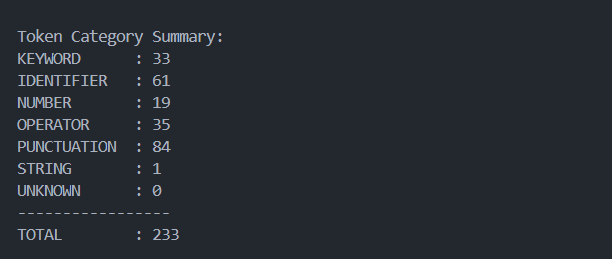 Token Category Summary:
KEYWORD      : 33
IDENTIFIER   : 61
NUMBER       : 19
OPERATOR     : 35
PUNCTUATION  : 84
STRING       : 1
UNKNOWN      : 0
-----------------
TOTAL        : 233